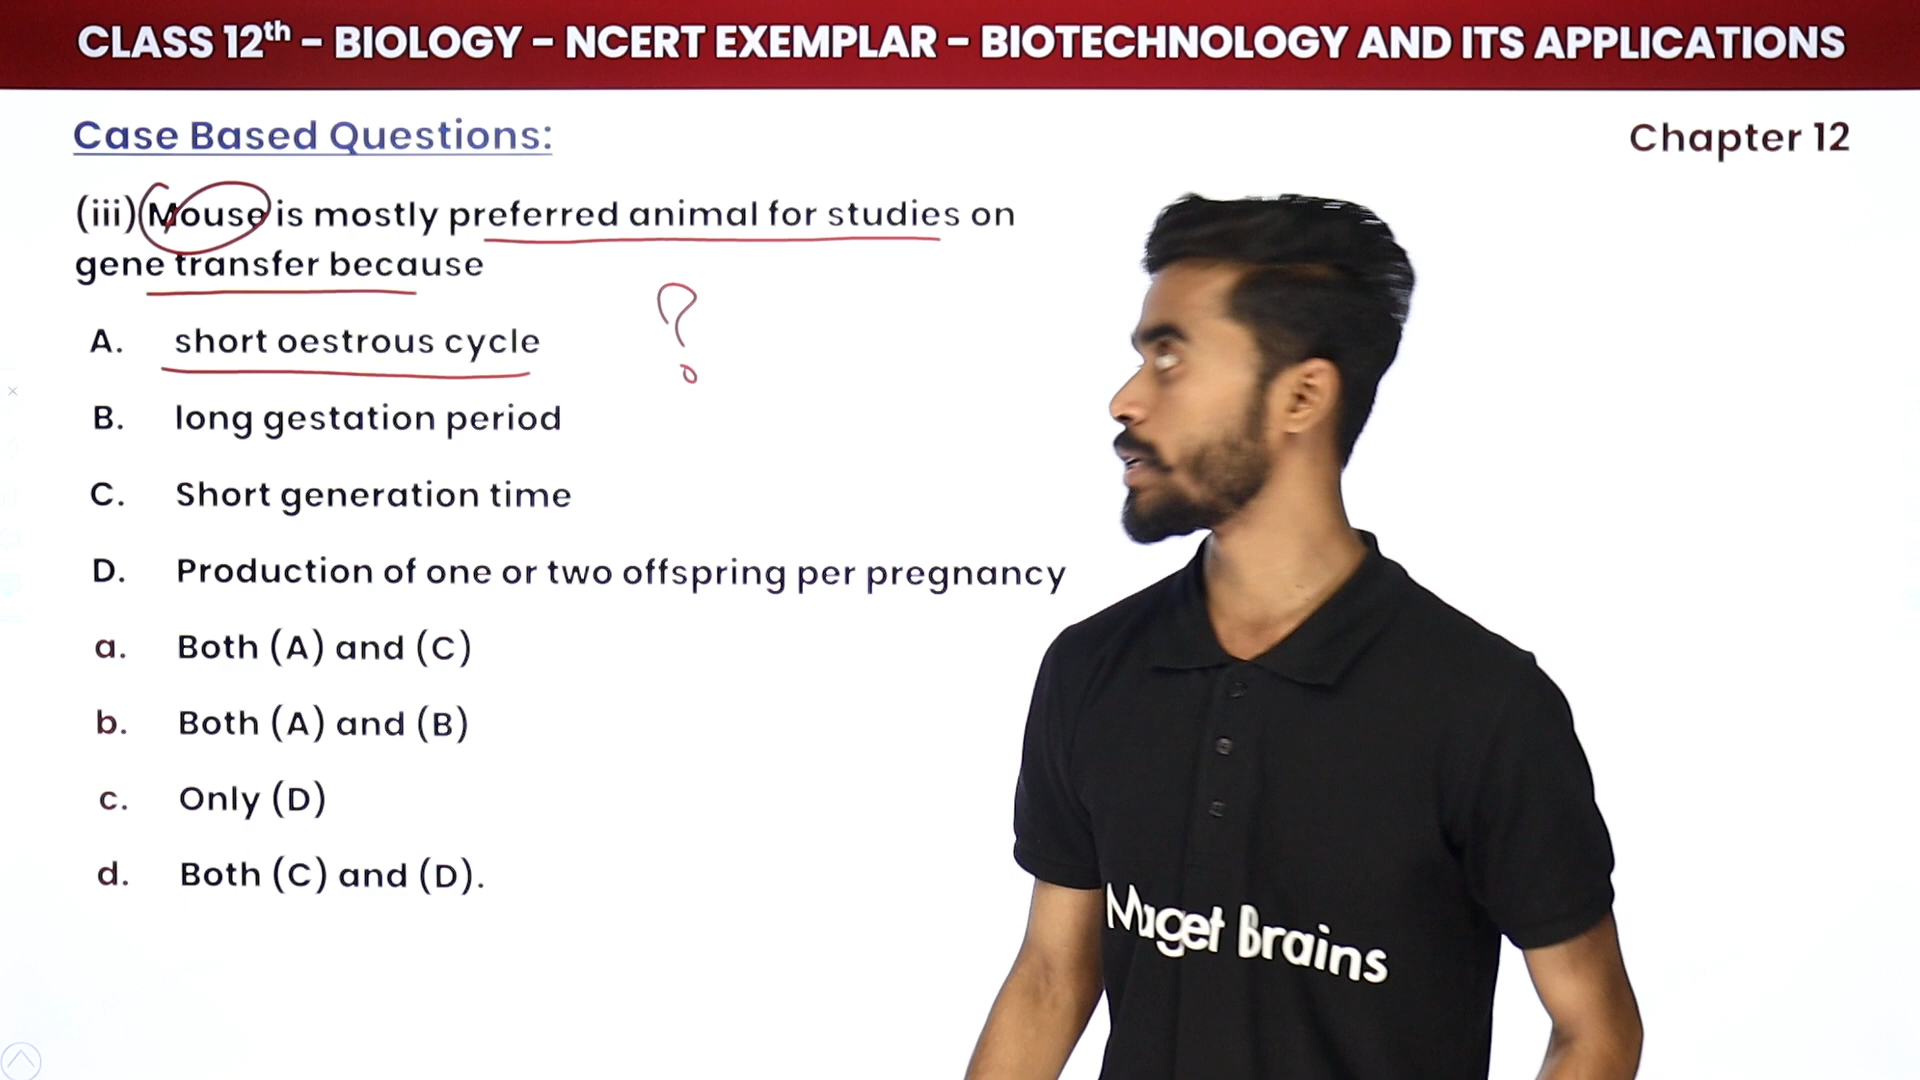 CLASS 12th – BIOLOGY – NCERT EXEMPLAR – BIOTECHNOLOGY AND ITS APPLICATIONS
Case Based Questions:
Chapter 12
(iii) Mouse is mostly preferred animal for studies on
gene transfer because
?
A. short oestrous cycle
B. long gestation period
C. Short generation time
D. Production of one or two offspring per pregnancy
a. Both (A) and (C)
b. Both (A) and (B)
c. Only (D)
d. Both (C) and (D).
Maget Brains